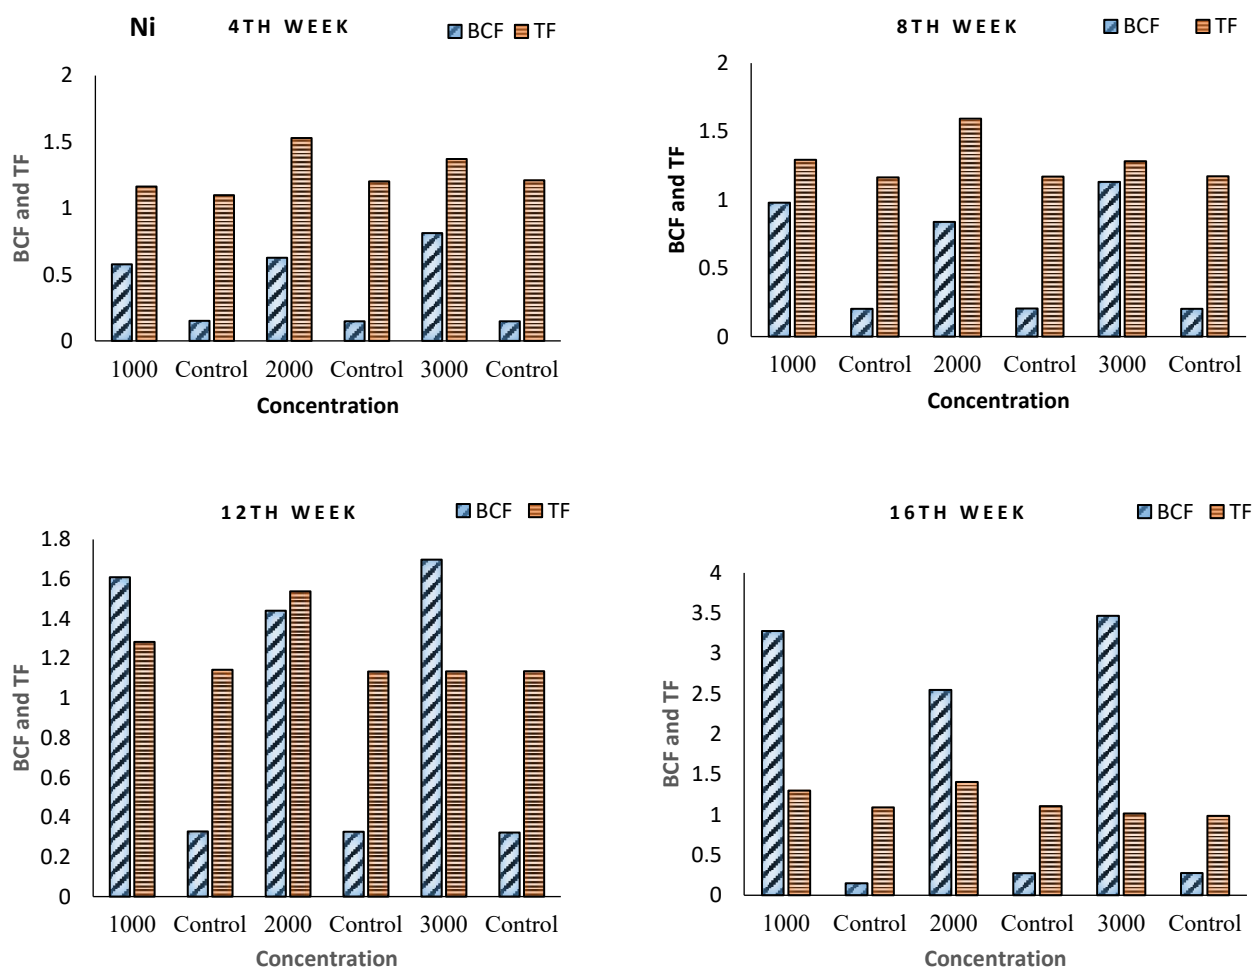 Ni 4TH WEEK BCF TF
2
1.5
1
0.5
0
BCF and TF
1000 Control 2000 Control 3000 Control
Concentration
8TH WEEK BCF TF
2
1.5
1
0.5
0
BCF and TF
1000 Control 2000 Control 3000 Control
Concentration
12TH WEEK BCF TF
1.8
1.6
1.4
1.2
1
0.8
0.6
0.4
0.2
0
BCF and TF
1000 Control 2000 Control 3000 Control
Concentration
16TH WEEK BCF TF
4
3.5
3
2.5
2
1.5
1
0.5
0
BCF and TF
1000 Control 2000 Control 3000 Control
Concentration